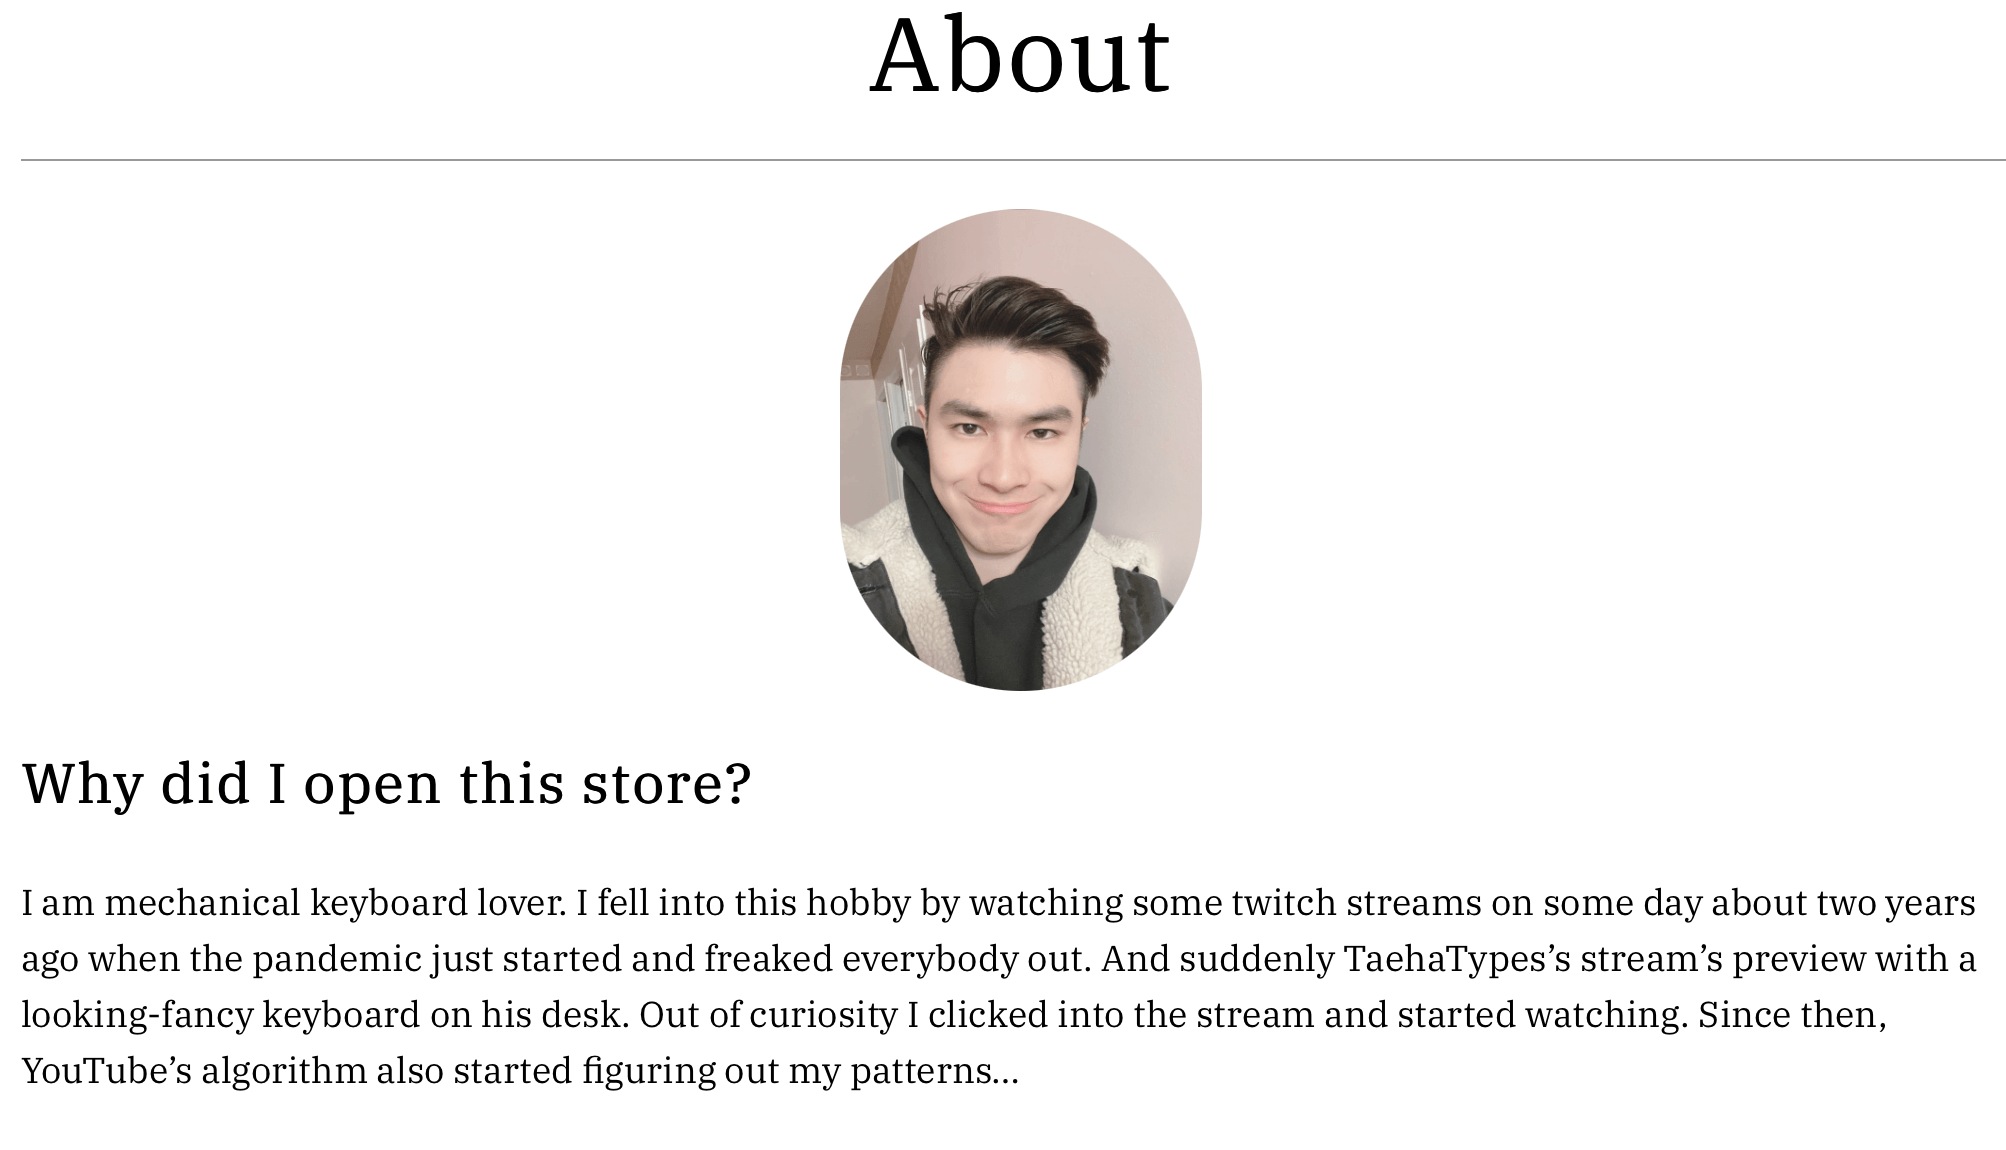 About
Why did I open this store?
I am mechanical keyboard lover. I fell into this hobby by watching some twitch streams on some day about two years
ago when the pandemic just started and freaked everybody out. And suddenly TaehaTypes’s stream’s preview with a
looking-fancy keyboard on his desk. Out of curiosity I clicked into the stream and started watching. Since then,
YouTube’s algorithm also started figuring out my patterns...